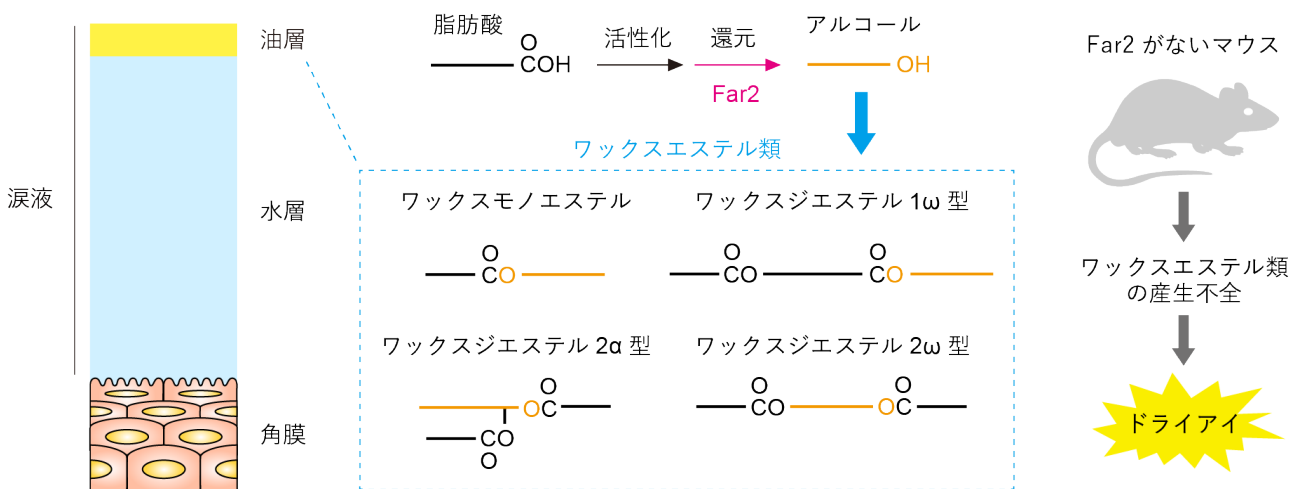 涙液
油層
水層
角膜
脂肪酸
O
COH
活性化
還元
Far2
アルコール
OH
ワックスエステル類
ワックスモノエステル
O
CO
ワックスジエステル 1ω 型
O
CO
O
CO
ワックスジエステル 2α 型
O
OC
CO
O
ワックスジエステル 2ω 型
O
CO
O
OC
Far2 がないマウス
ワックスエステル類
の産生不全
ドライアイ